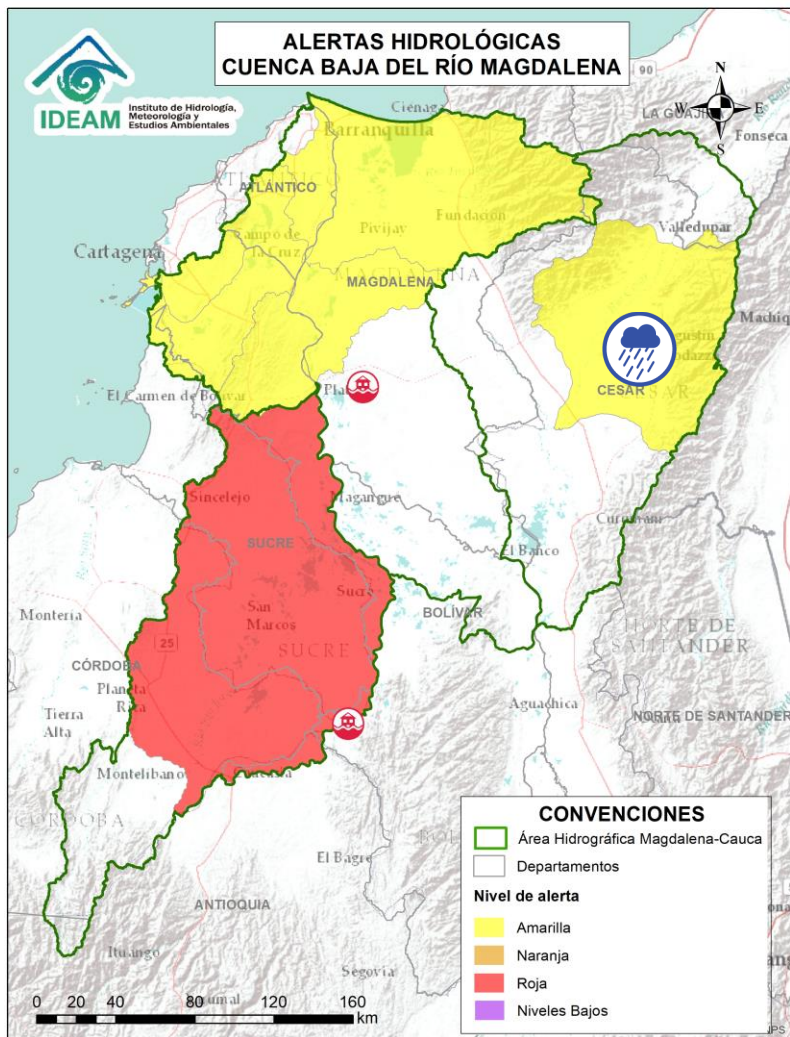 ALERTAS HIDROLÓGICAS
CUENCA BAJA DEL RÍO MAGDALENA
IDEAM
Instituto de Hidrología,
Meteorología y
Estudios Ambientales
N
W E
S
90
LA GUAJIRA
Fonseca
Ciénaga
Barranquilla
ATLÁNTICO
Pivijay
Fundación
Valledupar
Campo de
la Cruz
Cartagena
MAGDALENA
MAGDALENA
CESAR
El Carmen de Bolívar
Sincelejo
Magangue
SUCRE
El Banco
Sucre
BOLÍVAR
San
Marcos
SUCRE
Montería
25
CÓRDOBA
Planeta
Rica
Tierra
Alta
Montelibano
CÓRDOBA
NORTE DE
SANTANDER
Aguachica
NORTE DE SANTANDER
El Bagre
ANTIOQUIA
Ituango
Segovia
0 20 40 80 120 160
km
CONVENCIONES
Área Hidrográfica Magdalena-Cauca
Departamentos
Nivel de alerta
Amarilla
Naranja
Roja
Niveles Bajos